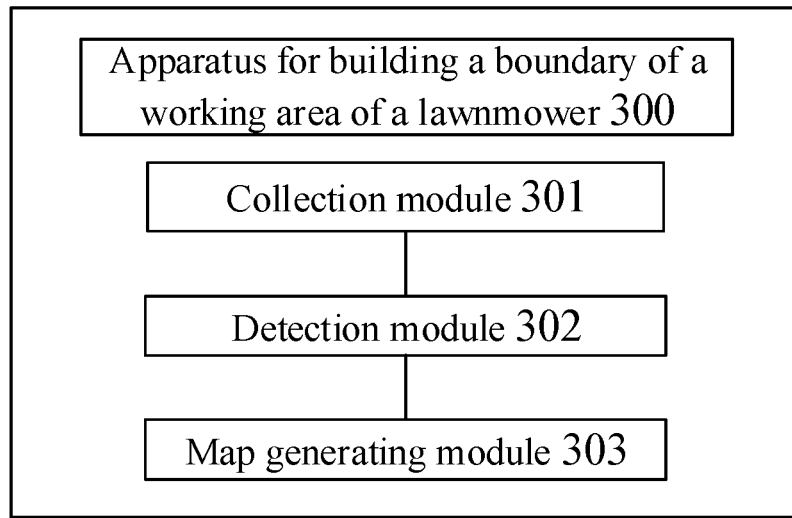 Apparatus for building a boundary of a
working area of a lawnmower 300
Collection module 301
Detection module 302
Map generating module 303